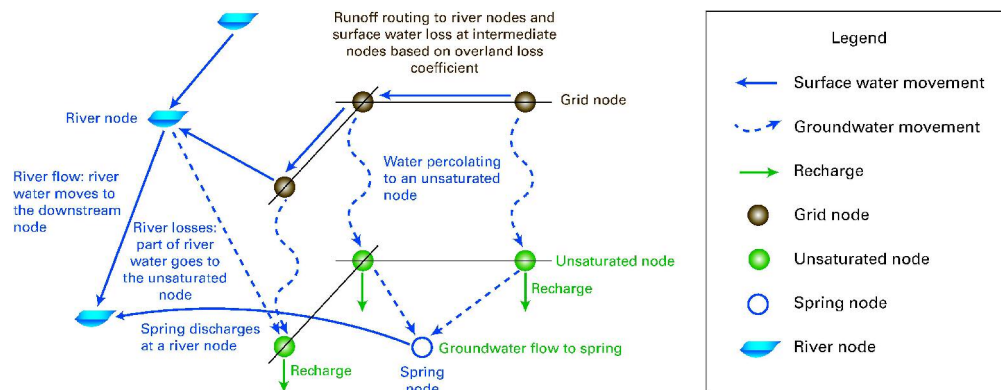 Runoff routing to river nodes and
surface water loss at intermediate
nodes based on overland loss
coefficient
Grid node
River node
Water percolating
to an unsaturated
node
River flow: river
water moves to
the downstream
node
River losses:
part of river
water goes to
the unsaturated
node
Unsaturated node
Recharge
Spring discharges
at a river node
Groundwater flow to spring
Recharge
Spring
node
Legend
Surface water movement
Groundwater movement
Recharge
Grid node
Unsaturated node
Spring node
River node